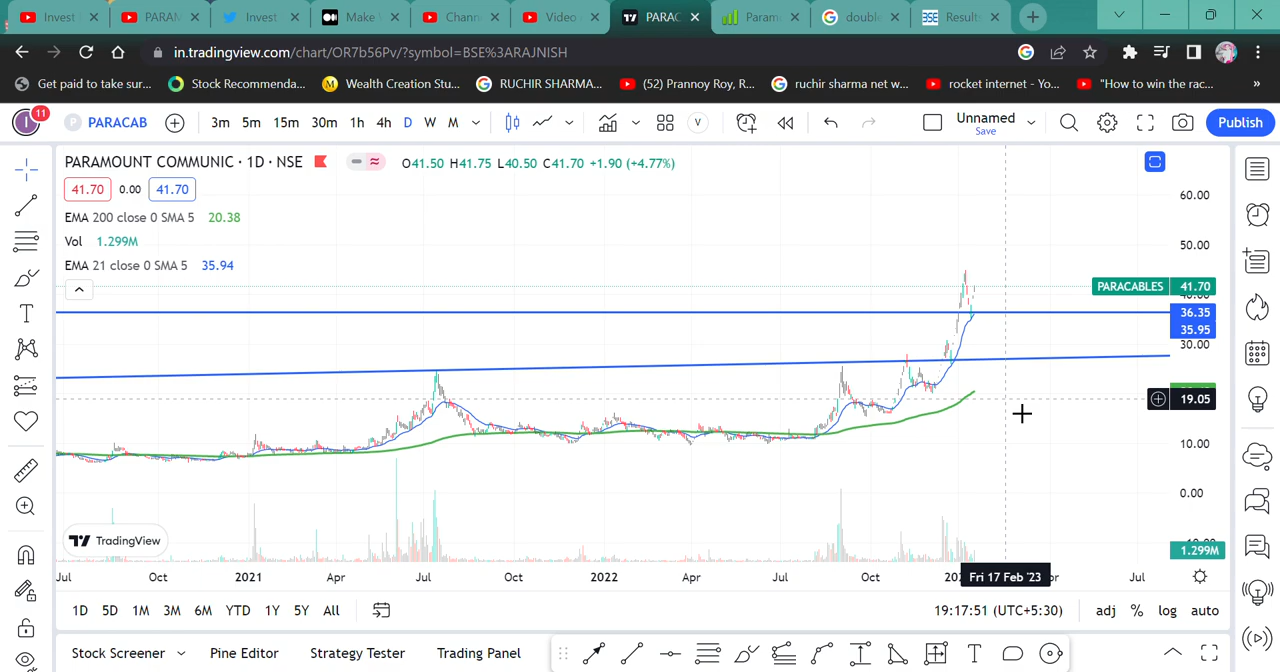 Invest
PARAM
Invest
Make
Chann
Video
PARAC
Param
doubl
Results
in.tradingview.com/chart/OR7b56Pv/?symbol=BSE%3ARAJNISH
Get paid to take sur...
Stock Recommenda...
Wealth Creation Stu...
RUCHIR SHARMA...
(52) Prannoy Roy, R...
ruchir sharma net w...
rocket internet - Yo...
"How to win the rac...
»
I
11
P
PARACAB
3m
5m
15m
30m
1h
4h
D
W
M
V
Unnamed
Save
Publish
PARAMOUNT COMMUNIC · 1D · NSE
O41.50 H41.75 L40.50 C41.70 +1.90 (+4.77%)
41.70
0.00
41.70
EMA 200 close 0 SMA 5 20.38
Vol 1.299M
EMA 21 close 0 SMA 5 35.94
60.00
50.00
PARACABLES 41.70
36.35
35.95
30.00
19.05
10.00
0.00
1.299M
TradingView
Jul
Oct
2021
Apr
Jul
Oct
2022
Apr
Jul
Oct
Fri 17 Feb '23
Jul
1D
5D
1M
3M
6M
YTD
1Y
5Y
All
19:17:51 (UTC+5:30)
adj
%
log
auto
Stock Screener
Pine Editor
Strategy Tester
Trading Panel